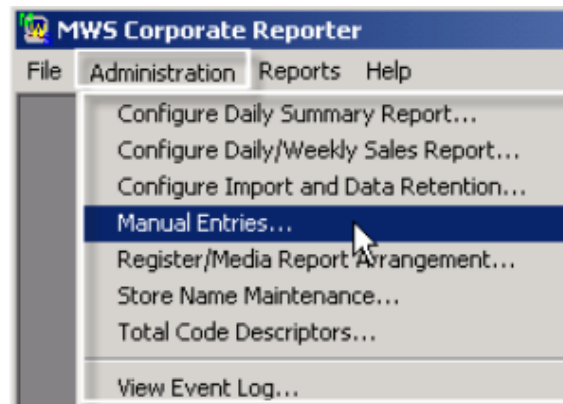 MWS Corporate Reporter
File Administration Reports Help
Configure Daily Summary Report...
Configure Daily/Weekly Sales Report...
Configure Import and Data Retention...
Manual Entries...
Register/Media Report Arrangement...
Store Name Maintenance...
Total Code Descriptors...
View Event Log...